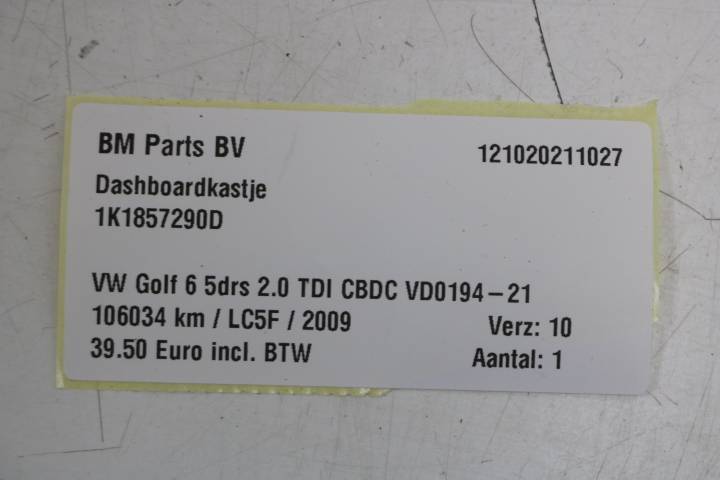 BM Parts BV 121020211027
Dashboardkastje
1K1857290D
VW Golf 6 5drs 2.0 TDI CBDC VD0194-21
106034 km / LC5F / 2009 Verz: 10
39.50 Euro incl. BTW Aantal: 1